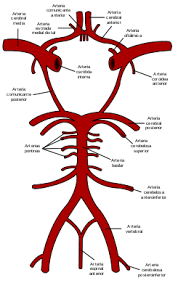 Arteria
comunicante
anterior
Arteria
cerebral
anterior
Arteria
cerebral
media
Arteria
estriada
medial distal
Arteria
oftálmica
Arteria
carótida
interna
Arteria
coroidea
anterior
Arteria
comunicante
posterior
Arteria
cerebral
posterior
Arteria
cerebelosa
superior
Arterias
pontinas
Arteria
basilar
Arteria
cerebelosa
anteroinferior
Arteria
vertebral
Arteria
espinal
anterior
Arteria
cerebelosa
posteroinferior